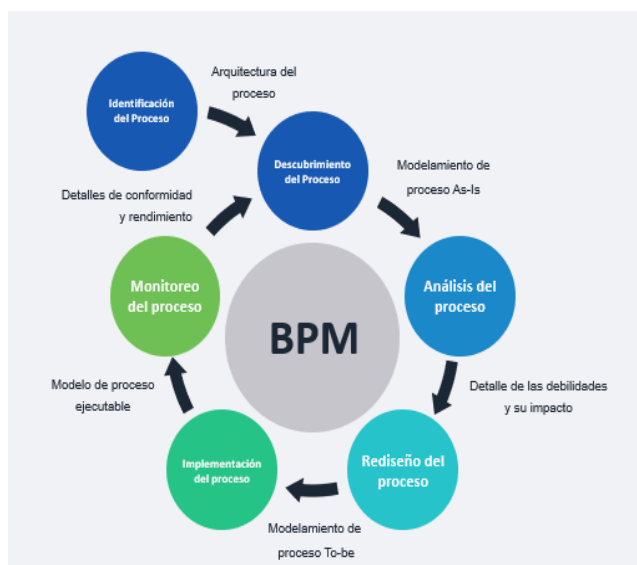 Identificación
del Proceso
Arquitectura del
proceso
Descubrimiento
del Proceso
Modelamiento de
proceso As-Is
Análisis del
proceso
Detalle de las debilidades
y su impacto
Rediseño del
proceso
Modelamiento de
proceso To-be
Implementación
del proceso
Modelo de proceso
ejecutable
Monitoreo
del proceso
Detalles de conformidad
y rendimiento
BPM